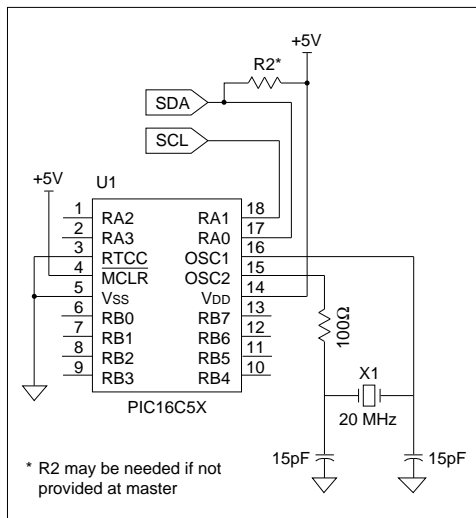 +5V
R2*
SDA
SCL
+5V
U1
1 RA2 RA1 18
2 RA3 RA0 17
3 RTCC OSC1 16
4 MCLR OSC2 15
5 VSS VDD 14
6 RB0 RB7 13
7 RB1 RB6 12
8 RB2 RB5 11
9 RB3 RB4 10
PIC16C5X
100Ω
X1
20 MHz
15pF
15pF
* R2 may be needed if not
provided at master